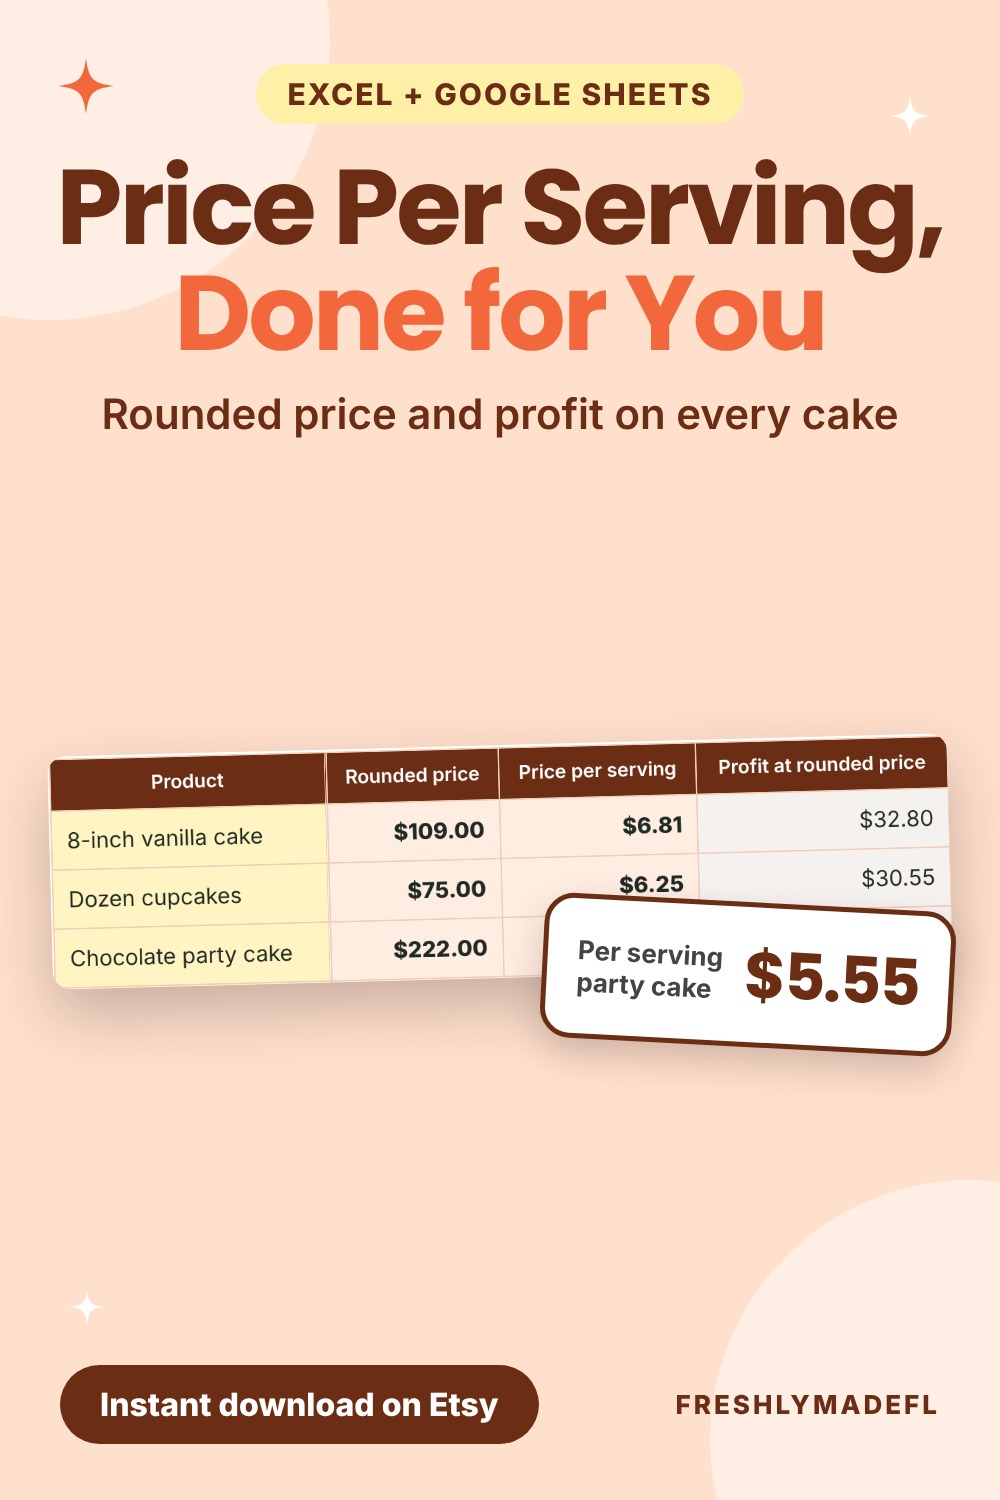 EXCEL + GOOGLE SHEETS
Price Per Serving,
Done for You
Rounded price and profit on every cake
Product Rounded price Price per serving Profit at rounded price
8-inch vanilla cake $109.00 $6.81 $32.80
Dozen cupcakes $75.00 $6.25 $30.55
Chocolate party cake $222.00
Per serving
party cake $5.55
Instant download on Etsy
FRESHLYMADEFL